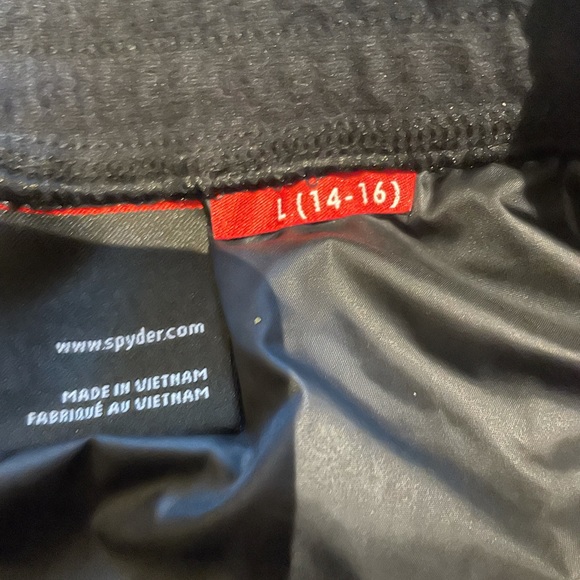 L (14-16)
www.spyder.com
MADE IN VIETNAM
FABRIQUÉ AU VIETNAM